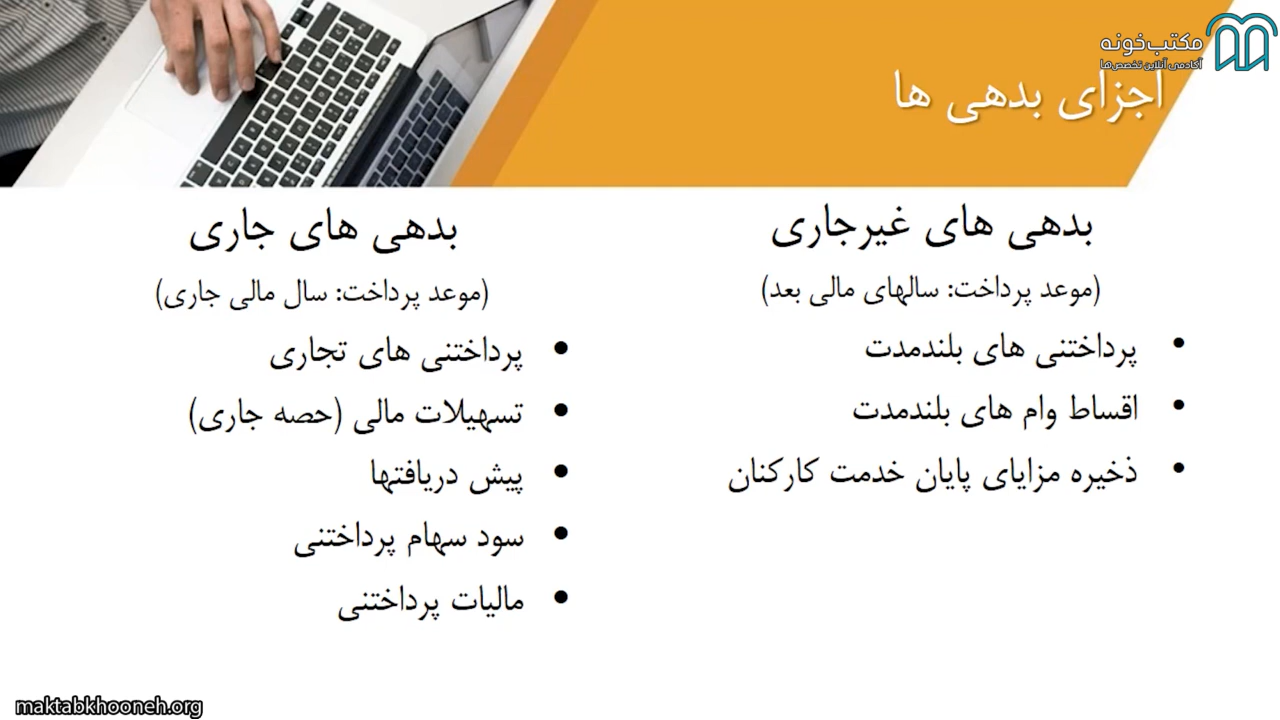 مکتب‌خونه
آکادمی آنلاین تخصص‌ها
اجزای بدهی ها
بدهی های غیرجاری
(موعد پرداخت: سالهای مالی بعد)
• پرداختنی های بلندمدت
• اقساط وام های بلندمدت
• ذخیره مزایای پایان خدمت کارکنان
بدهی های جاری
(موعد پرداخت: سال مالی جاری)
• پرداختنی های تجاری
• تسهیلات مالی (حصه جاری)
• پیش دریافتها
• سود سهام پرداختنی
• مالیات پرداختنی
maktabkhooneh.org